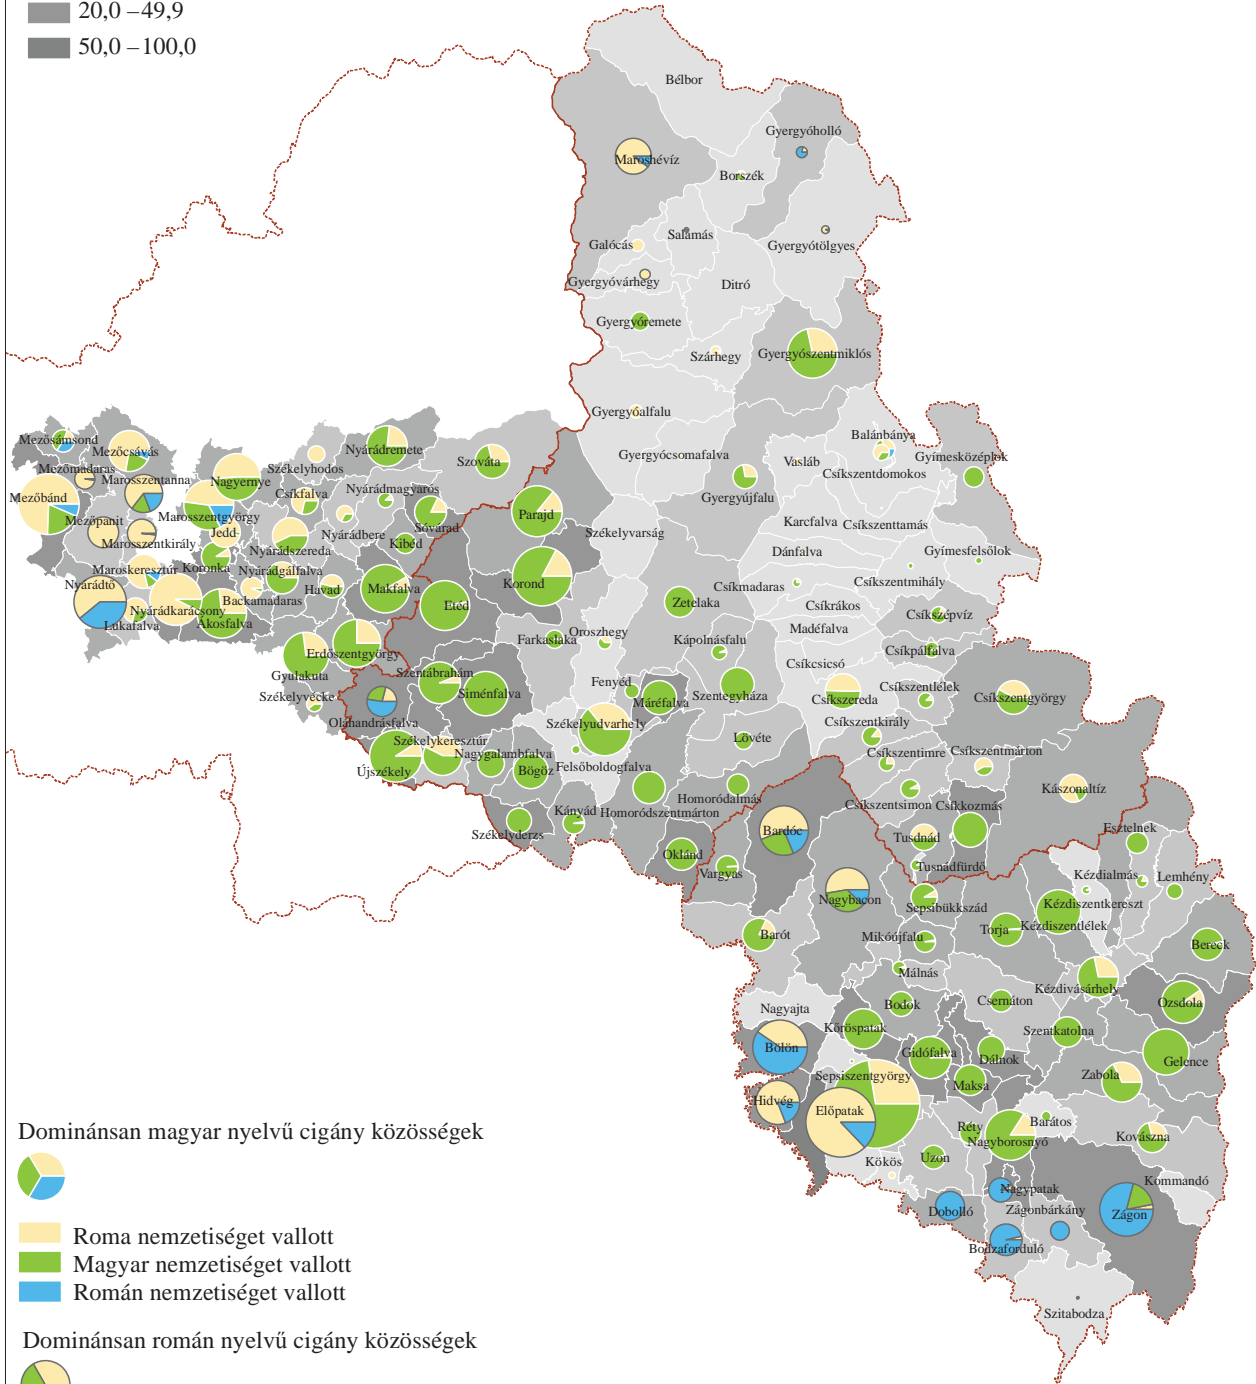 20,0 – 49,9
50,0 – 100,0
Bélbor
Gyergyóholló
Maroshévíz
Borszék
Salamás
Galócás
Gyergyótölgyes
Gyergyóvárhegy
Ditró
Gyergyóremete
Szárhegy
Gyergyószentmiklós
Gyergyóalfalu
Balánbánya
Mezősámsond
Mezőcsávás
Nyárádremete
Gyergyócsomafalva
Vasláb
Gyímesközéplok
Székelyhodos
Szováta
Csíkszentdomokos
Mezőmadaras
Marosszentanna
Nagyernye
Csíkfalva
Nyárádmagyarós
Gyergyújfalu
Mezőbánd
Marosszentgyörgy
Parajd
Karcfalva
Csíkszenttamás
Mezőpanit
Jedd
Nyárádbere
Sóvárad
Székelyvarság
Marosszentkirály
Nyárádszereda
Kibéd
Dánfalva
Gyímesfelsőlok
Maroskeresztúr
Koronka
Nyárádgálfalva
Korond
Csíkmadaras
Csíkszentmihály
Nyárádtő
Nyárádkarácsony
Backamadaras
Havad
Makfalva
Etéd
Zetelaka
Csíkrákos
Csíkszépvíz
Lukafalva
Ákosfalva
Madéfalva
Farkaslaka
Oroszhegy
Kápolnásfalu
Csíkpálfalva
Erdőszentgyörgy
Csíkcsicsó
Gyulakuta
Szentábrahám
Siménfalva
Fenyéd
Máréfalva
Szentegyháza
Csíkszereda
Csíkszentlélek
Csíkszentgyörgy
Székelyvécke
Oláhandrásfalva
Székelyudvarhely
Csíkszentkirály
Székelykeresztúr
Lövéte
Csíkszentimre
Csíkszentmárton
Nagygalambfalva
Felsőboldogfalva
Újszékely
Bögöz
Kászonaltíz
Homoródalmás
Csíkszentsimon
Csíkkozmás
Kányád
Homoródszentmárton
Székelyderzs
Bardóc
Esztelnek
Tusdnád
Oklánd
Tusnádfürdő
Vargyas
Kézdialmás
Lemhény
Nagybacon
Sepsibükkszád
Kézdiszentkereszt
Barót
Mikóújfalu
Torja
Kézdiszentlélek
Bereck
Málnás
Kézdivásárhely
Nagyajta
Bodok
Csernáton
Ozsdola
Bölön
Kőröspatak
Szentkatolna
Gidófalva
Dálnok
Gelence
Sepsiszentgyörgy
Maksa
Zabola
Hidvég
Előpatak
Réty
Barátos
Nagyborosnyó
Kovászna
Uzon
Kökös
Kommandó
Nagypatak
Dobolló
Zágonbárkány
Zágon
Bodzaforduló
Szitabodza
Dominánsan magyar nyelvű cigány közösségek
Roma nemzetiséget vallott
Magyar nemzetiséget vallott
Román nemzetiséget vallott
Dominánsan román nyelvű cigány közösségek